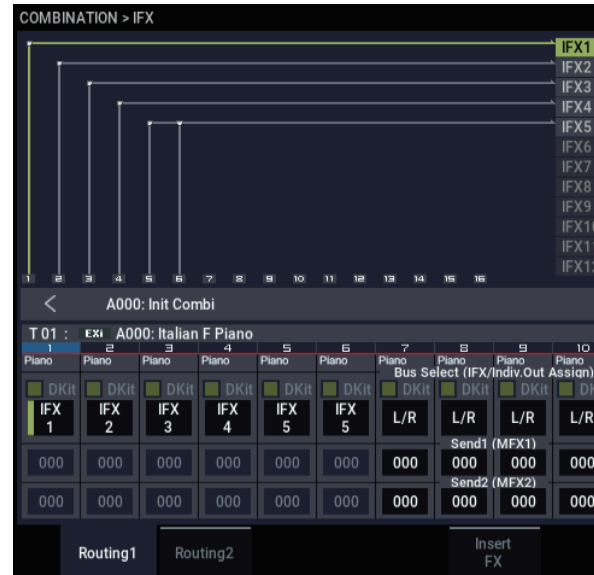 COMBINATION > IFX
IFX1
IFX2
IFX3
IFX4
IFX5
IFX6
IFX7
IFX8
IFX9
IFX10
IFX11
IFX12
1 2 3 4 5 6 7 8 9 10 11 12 13 14 15 16
< A000: Init Combi
T 01 : EXi A000: Italian F Piano
1 2 3 4 5 6 7 8 9 10
Piano Piano Piano Piano Piano Piano Piano Piano Piano Piano
Bus Select (IFX/Indiv.Out Assign)
DKit DKit DKit DKit DKit DKit DKit DKit DKit DK
IFX 1 IFX 2 IFX 3 IFX 4 IFX 5 IFX 5 L/R L/R L/R L/R
Send1 (MFX1)
000 000 000 000 000 000 000 000 000 000
Send2 (MFX2)
000 000 000 000 000 000 000 000 000 000
Routing1 Routing2 Insert FX